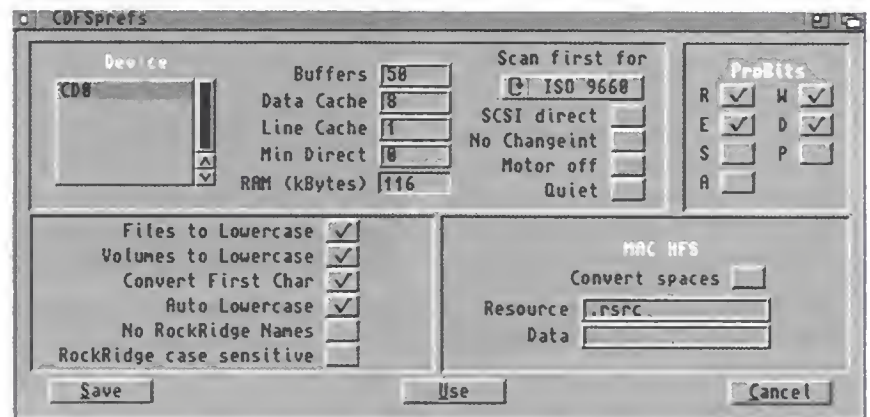 CDFSprefs
Device
CD0
Buffers 50
Data Cache 8
Line Cache 1
Min Direct 0
RAM (kBytes) 116
Scan first for
ISO 9660
SCSI direct
No Changeint
Motor off
Quiet
ProBits
R W
E D
S P
A
Files to Lowercase
Volumes to Lowercase
Convert First Char
Auto Lowercase
No RockRidge Names
RockRidge case sensitive
MAC HFS
Convert spaces
Resource .rsrc
Data
Save Use Cancel